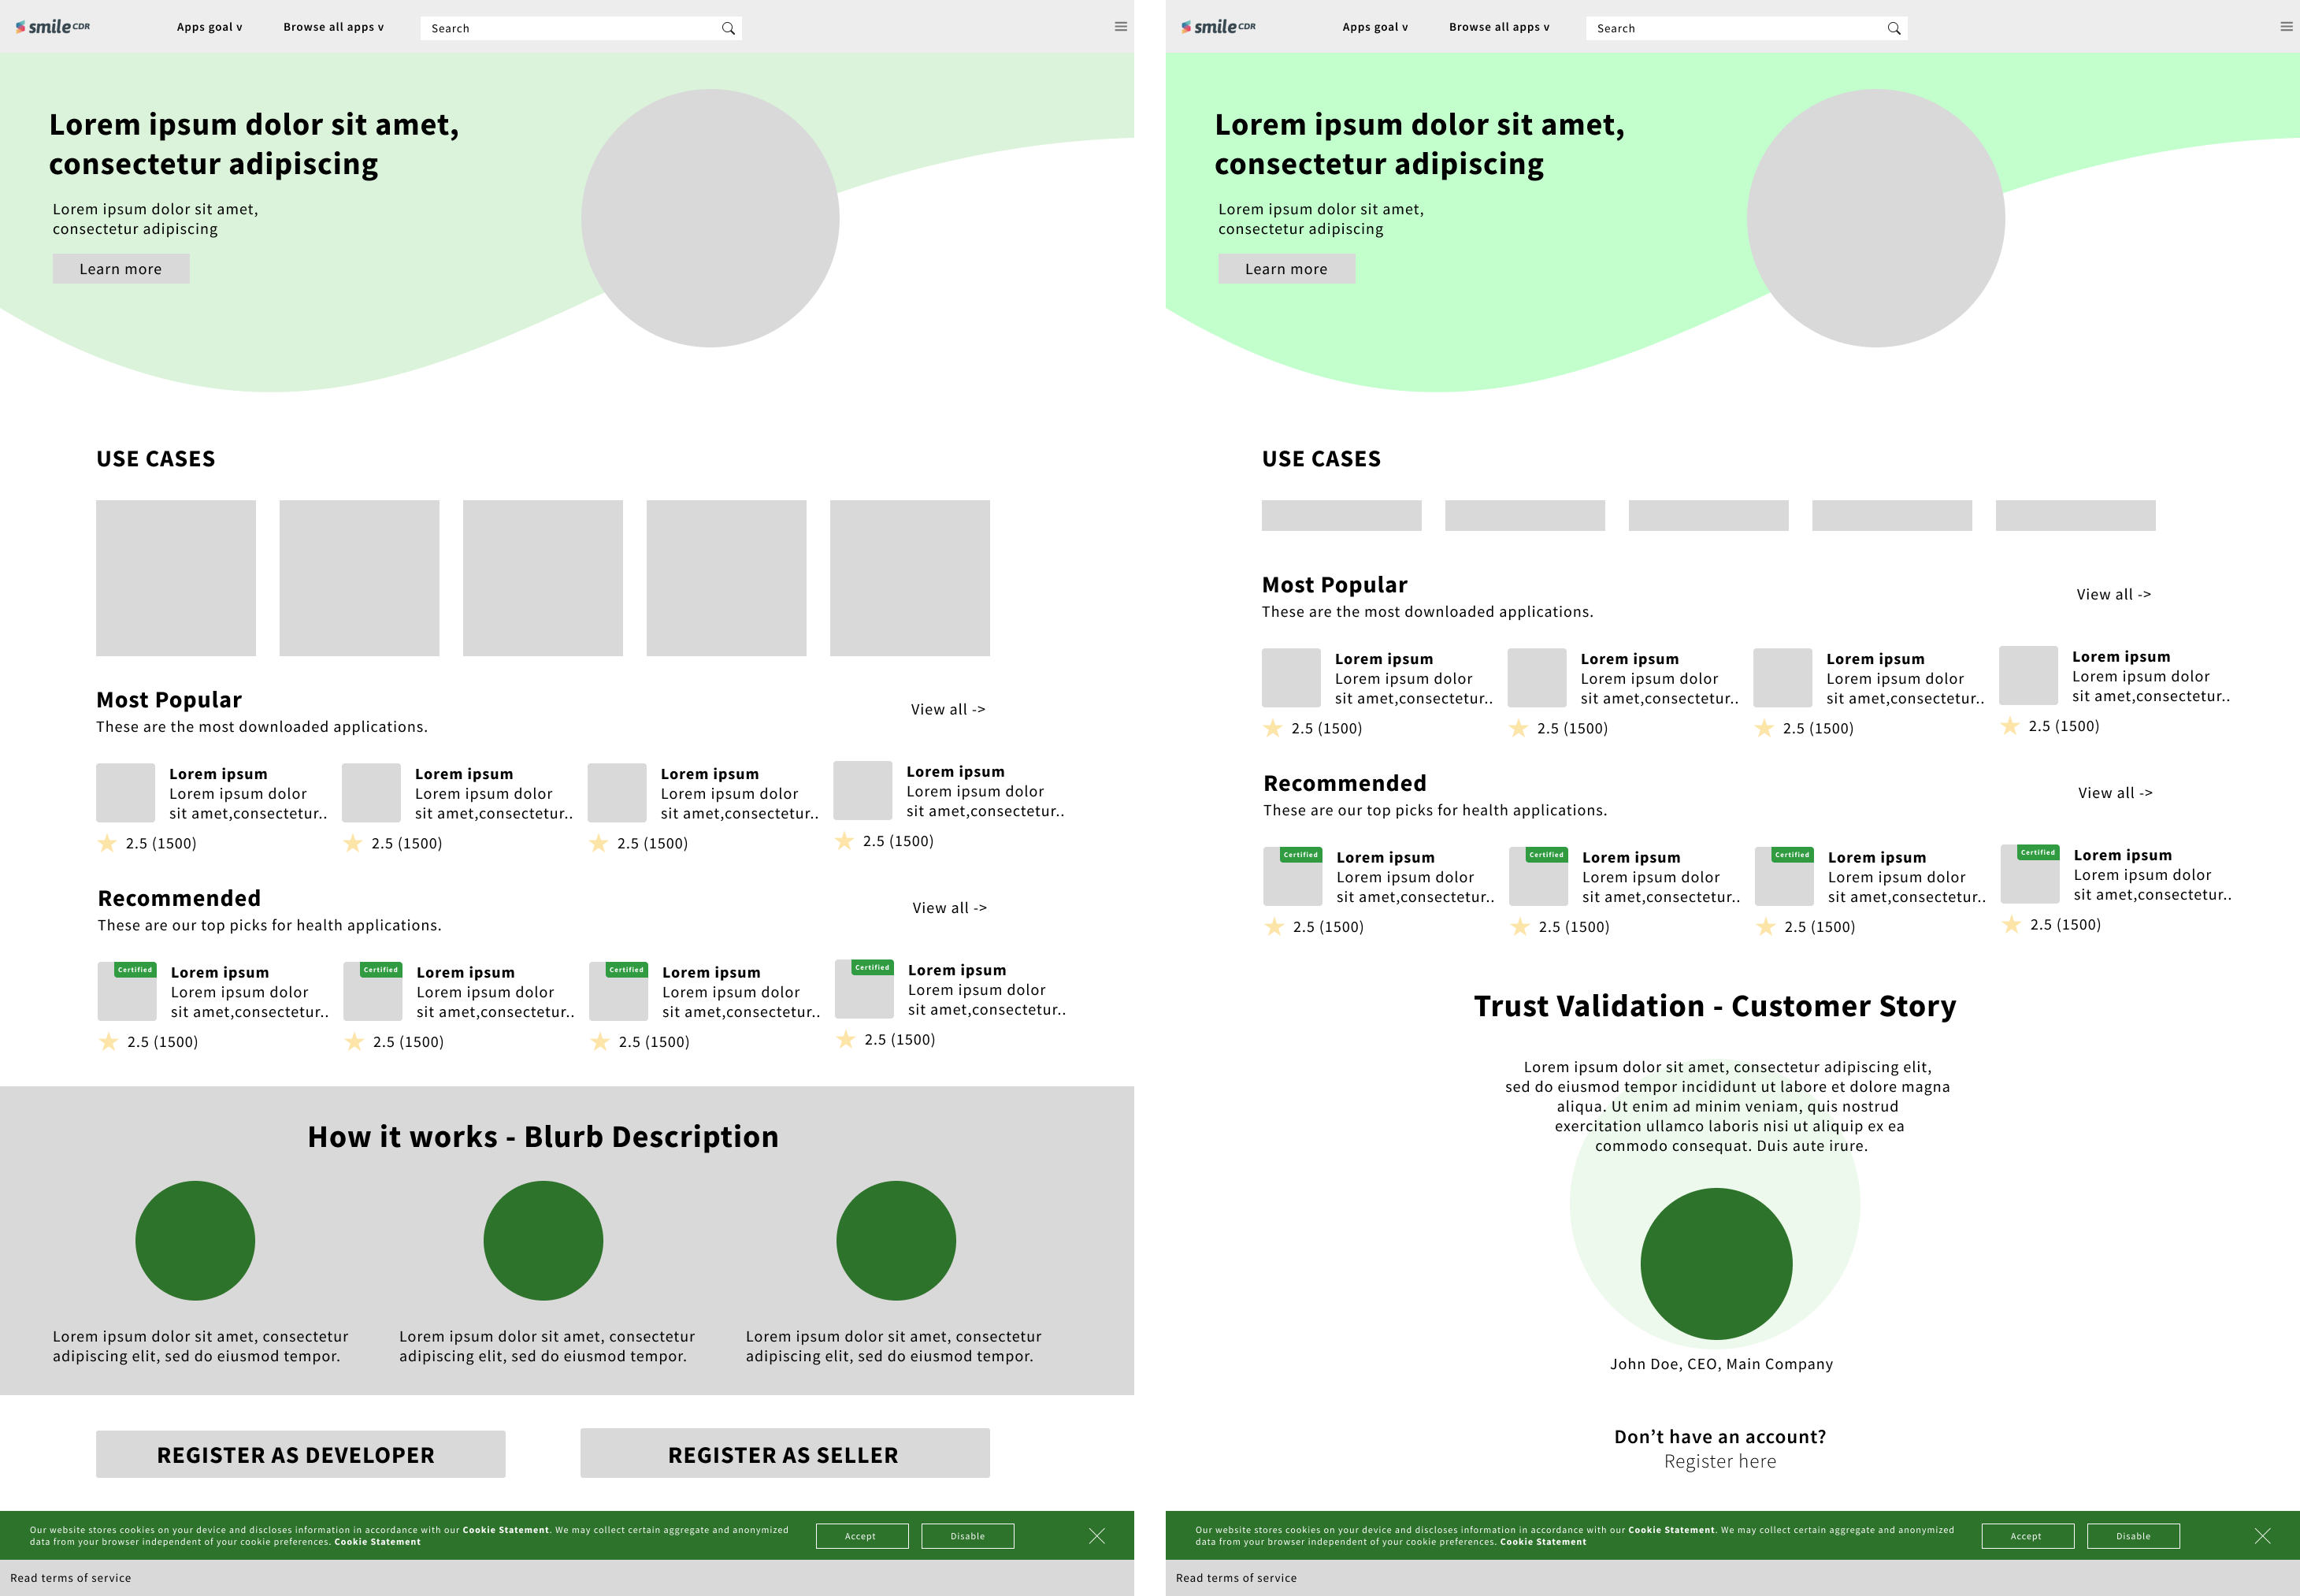 smile CDR
Apps goal v
Browse all apps v
Search
Lorem ipsum dolor sit amet,
consectetur adipiscing
Lorem ipsum dolor sit amet,
consectetur adipiscing
Learn more
USE CASES
Most Popular
These are the most downloaded applications.
View all ->
Lorem ipsum
Lorem ipsum dolor
sit amet,consectetur..
2.5 (1500)
Lorem ipsum
Lorem ipsum dolor
sit amet,consectetur..
2.5 (1500)
Lorem ipsum
Lorem ipsum dolor
sit amet,consectetur..
2.5 (1500)
Lorem ipsum
Lorem ipsum dolor
sit amet,consectetur..
2.5 (1500)
Recommended
These are our top picks for health applications.
View all ->
Certified
Lorem ipsum
Lorem ipsum dolor
sit amet,consectetur..
2.5 (1500)
Certified
Lorem ipsum
Lorem ipsum dolor
sit amet,consectetur..
2.5 (1500)
Certified
Lorem ipsum
Lorem ipsum dolor
sit amet,consectetur..
2.5 (1500)
Certified
Lorem ipsum
Lorem ipsum dolor
sit amet,consectetur..
2.5 (1500)
How it works - Blurb Description
Lorem ipsum dolor sit amet, consectetur
adipiscing elit, sed do eiusmod tempor.
Lorem ipsum dolor sit amet, consectetur
adipiscing elit, sed do eiusmod tempor.
Lorem ipsum dolor sit amet, consectetur
adipiscing elit, sed do eiusmod tempor.
REGISTER AS DEVELOPER
REGISTER AS SELLER
Our website stores cookies on your device and discloses information in accordance with our Cookie Statement. We may collect certain aggregate and anonymized
data from your browser independent of your cookie preferences. Cookie Statement
Accept
Disable
Read terms of service
smile CDR
Apps goal v
Browse all apps v
Search
Lorem ipsum dolor sit amet,
consectetur adipiscing
Lorem ipsum dolor sit amet,
consectetur adipiscing
Learn more
USE CASES
Most Popular
These are the most downloaded applications.
View all ->
Lorem ipsum
Lorem ipsum dolor
sit amet,consectetur..
2.5 (1500)
Lorem ipsum
Lorem ipsum dolor
sit amet,consectetur..
2.5 (1500)
Lorem ipsum
Lorem ipsum dolor
sit amet,consectetur..
2.5 (1500)
Lorem ipsum
Lorem ipsum dolor
sit amet,consectetur..
2.5 (1500)
Recommended
These are our top picks for health applications.
View all ->
Certified
Lorem ipsum
Lorem ipsum dolor
sit amet,consectetur..
2.5 (1500)
Certified
Lorem ipsum
Lorem ipsum dolor
sit amet,consectetur..
2.5 (1500)
Certified
Lorem ipsum
Lorem ipsum dolor
sit amet,consectetur..
2.5 (1500)
Certified
Lorem ipsum
Lorem ipsum dolor
sit amet,consectetur..
2.5 (1500)
Trust Validation - Customer Story
Lorem ipsum dolor sit amet, consectetur adipiscing elit,
sed do eiusmod tempor incididunt ut labore et dolore magna
aliqua. Ut enim ad minim veniam, quis nostrud
exercitation ullamco laboris nisi ut aliquip ex ea
commodo consequat. Duis aute irure.
John Doe, CEO, Main Company
Don’t have an account?
Register here
Our website stores cookies on your device and discloses information in accordance with our Cookie Statement. We may collect certain aggregate and anonymized
data from your browser independent of your cookie preferences. Cookie Statement
Accept
Disable
Read terms of service